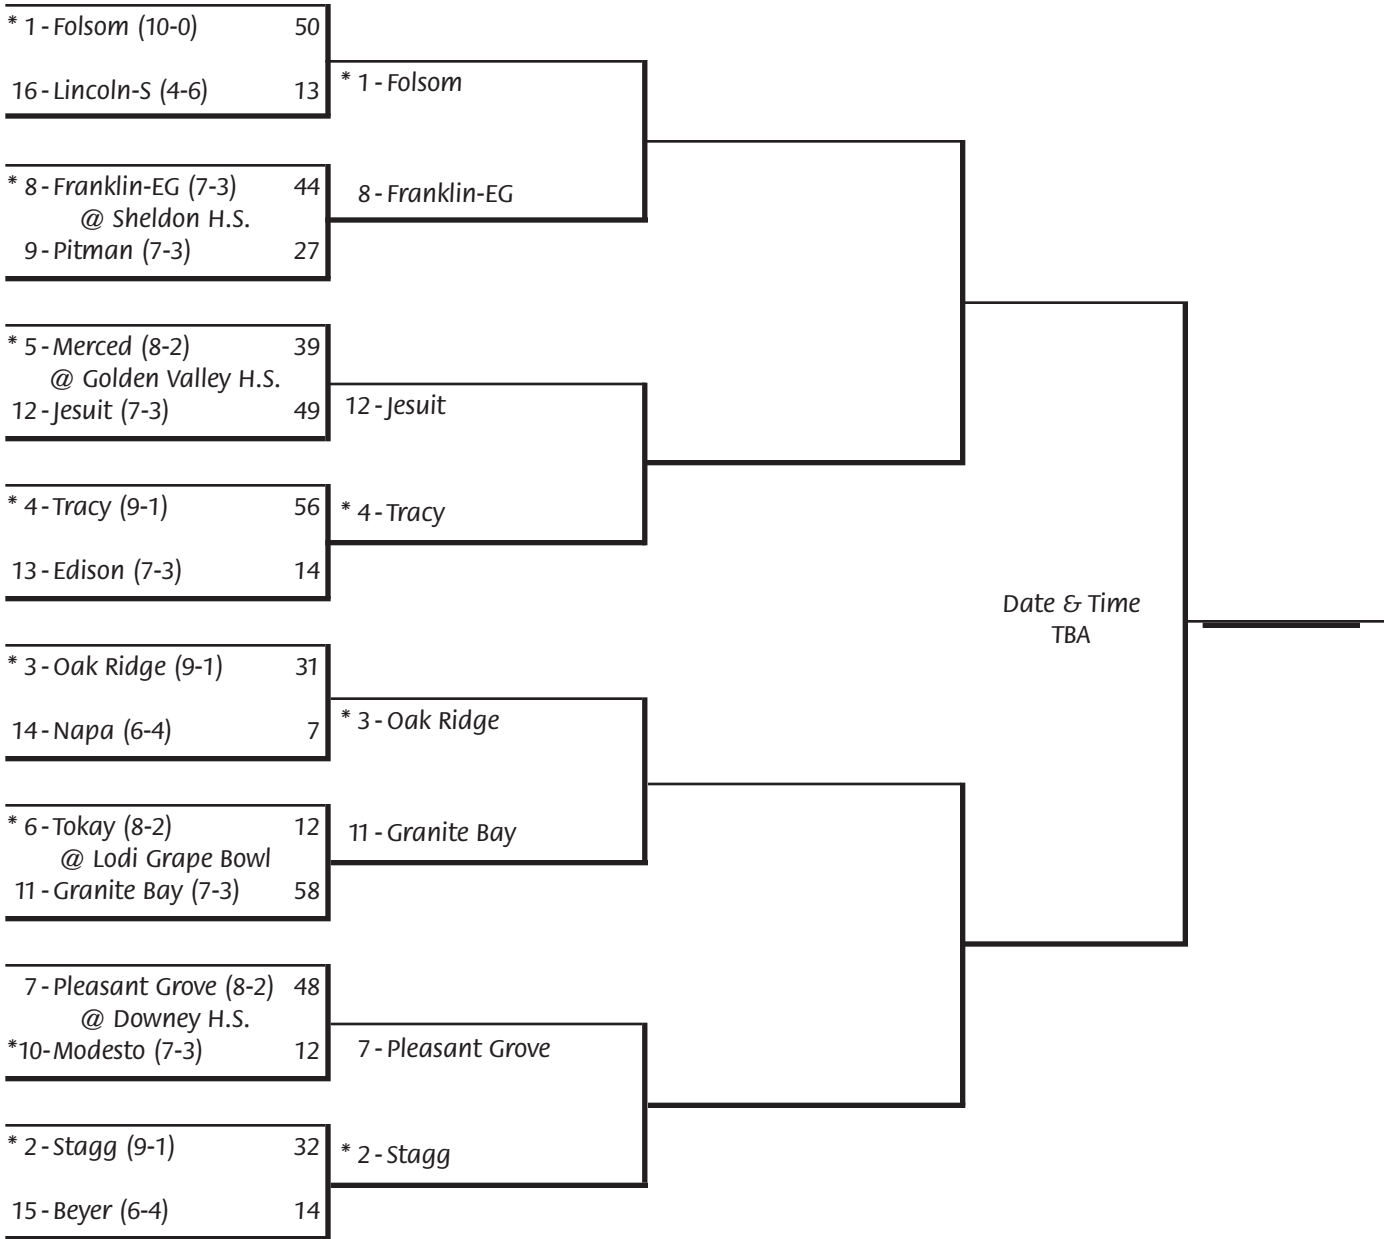 * 1 - Folsom (10-0) 50
16 - Lincoln-S (4-6) 13
* 8 - Franklin-EG (7-3) 44
@ Sheldon H.S.
9 - Pitman (7-3) 27
* 5 - Merced (8-2) 39
@ Golden Valley H.S.
12 - Jesuit (7-3) 49
* 4 - Tracy (9-1) 56
13 - Edison (7-3) 14
* 3 - Oak Ridge (9-1) 31
14 - Napa (6-4) 7
* 6 - Tokay (8-2) 12
@ Lodi Grape Bowl
11 - Granite Bay (7-3) 58
7 - Pleasant Grove (8-2) 48
@ Downey H.S.
*10- Modesto (7-3) 12
* 2 - Stagg (9-1) 32
15 - Beyer (6-4) 14
* 1 - Folsom
8 - Franklin-EG
12 - Jesuit
* 4 - Tracy
* 3 - Oak Ridge
11 - Granite Bay
7 - Pleasant Grove
* 2 - Stagg
Date & Time
TBA